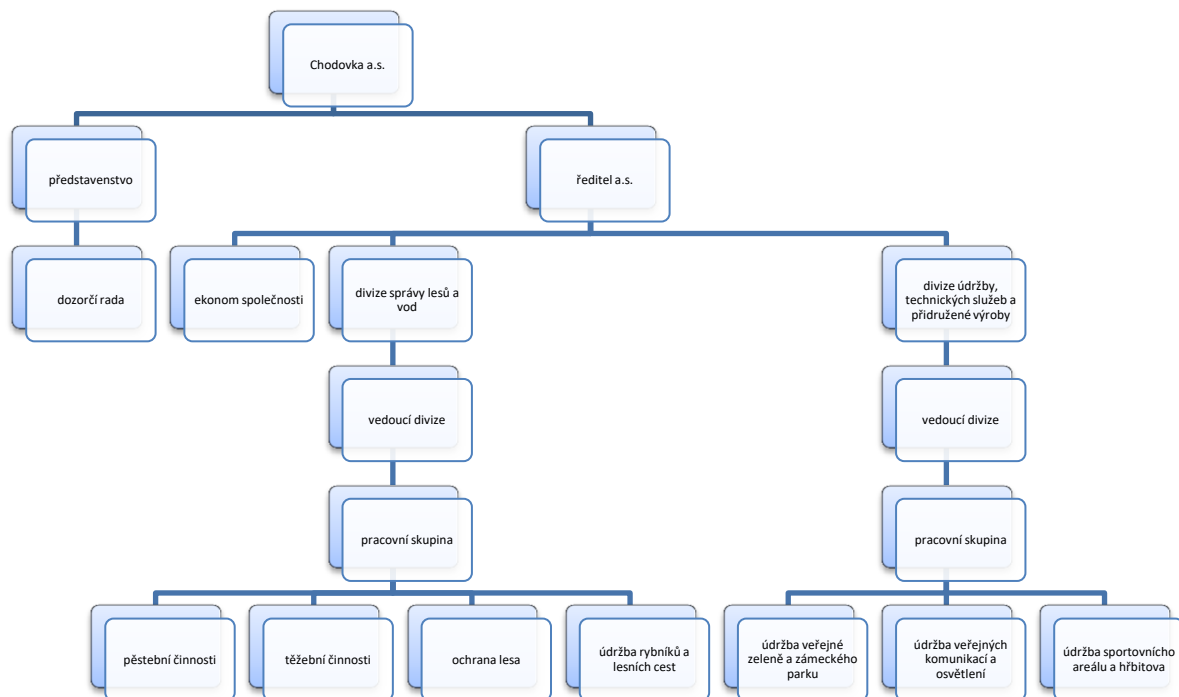 Chodovka a.s.
představenstvo
ředitel a.s.
dozorčí rada
ekonom společnosti
divize správy lesů a
vod
divize údržby,
technických služeb a
přidružené výroby
vedoucí divize
vedoucí divize
pracovní skupina
pracovní skupina
pěstební činnosti
těžební činnosti
ochrana lesa
údržba rybníků a
lesních cest
údržba veřejné
zeleně a zámeckého
parku
údržba veřejných
komunikací a
osvětlení
údržba sportovního
areálu a hřbitova